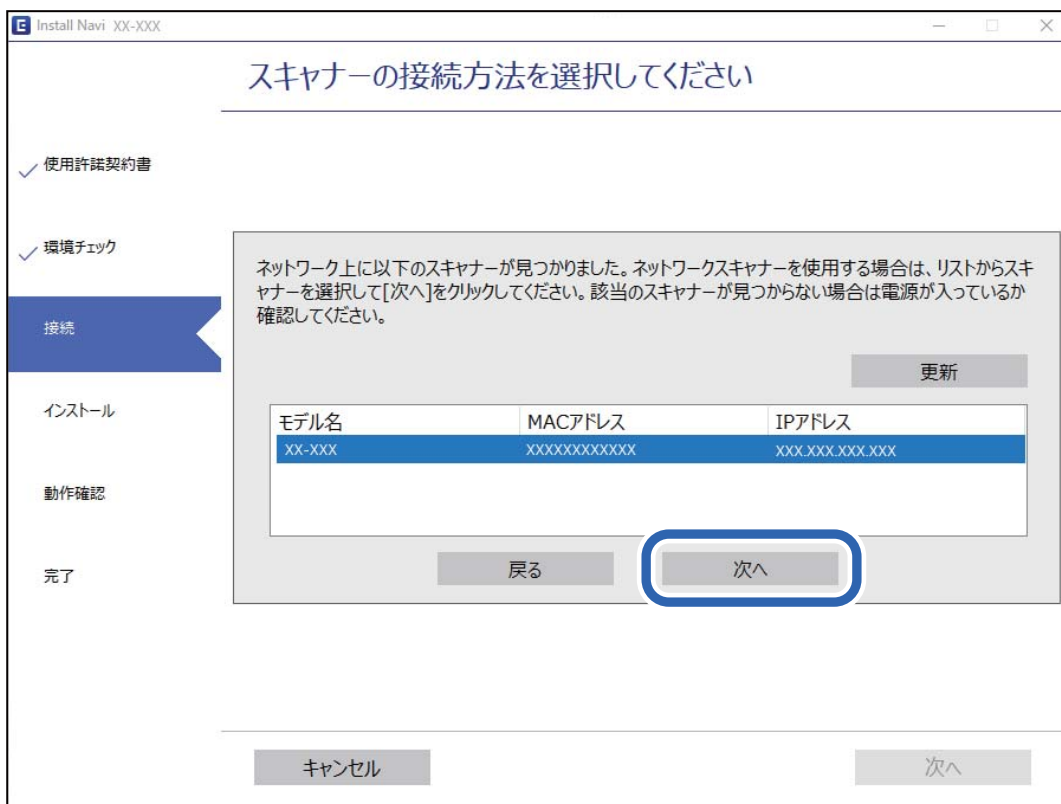 E Install Navi XX-XXX
スキャナーの接続方法を選択してください
使用許諾契約書
環境チェック
接続
インストール
動作確認
完了
ネットワーク上に以下のスキャナーが見つかりました。ネットワークスキャナーを使用する場合は、リストからスキ
ャナーを選択して[次へ]をクリックしてください。該当のスキャナーが見つからない場合は電源が入っているか
確認してください。
更新
モデル名 MACアドレス IPアドレス
XX-XXX XXXXXXXXXXXX XXX.XXX.XXX.XXX
戻る 次へ
キャンセル 次へ